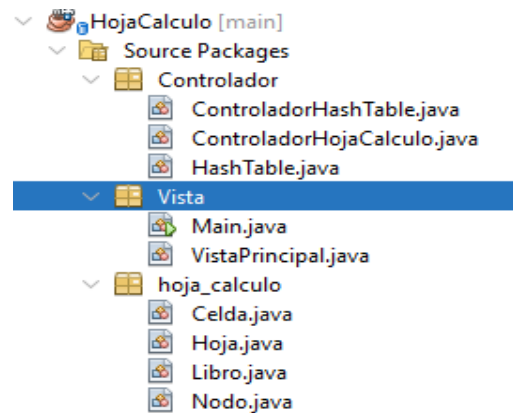 HojaCalculo [main]
Source Packages
Controlador
ControladorHashTable.java
ControladorHojaCalculo.java
HashTable.java
Vista
Main.java
VistaPrincipal.java
hoja_calculo
Celda.java
Hoja.java
Libro.java
Nodo.java